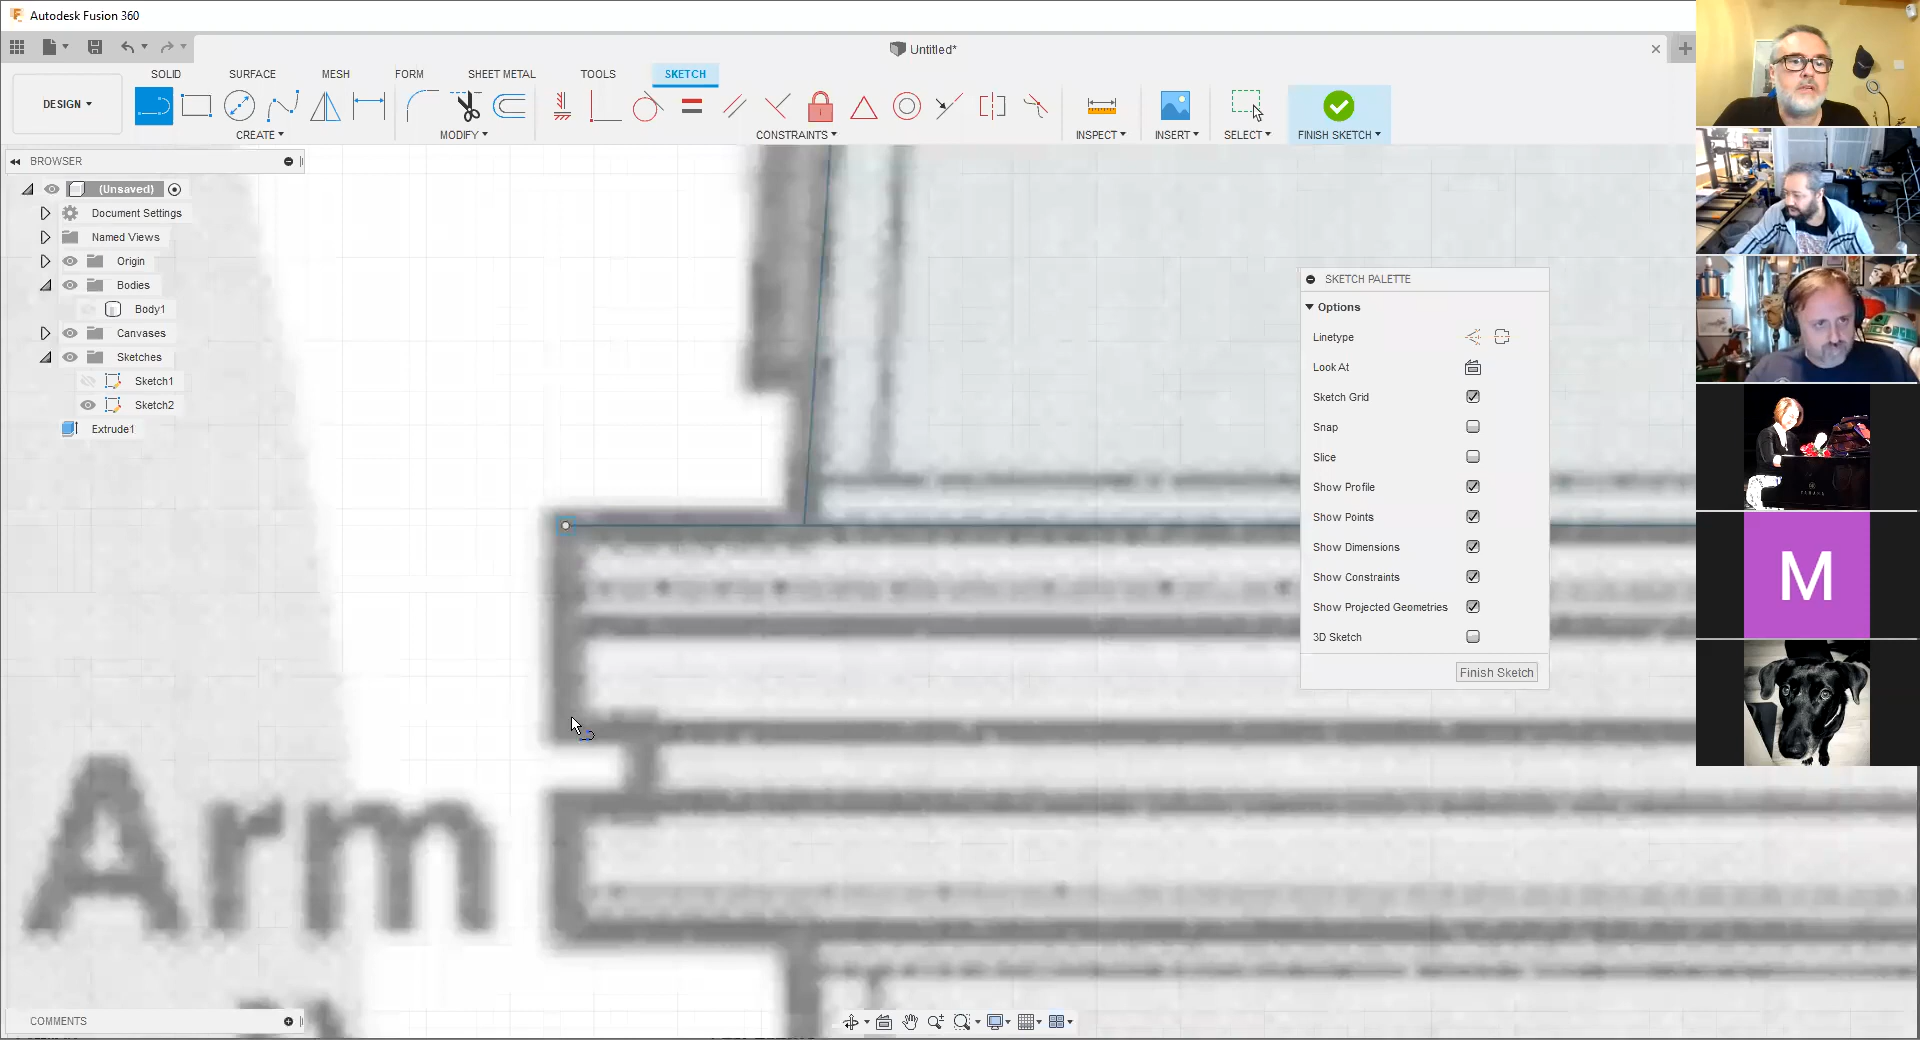 Autodesk Fusion 360
Untitled*
SOLID SURFACE MESH FORM SHEET METAL TOOLS SKETCH
DESIGN
CREATE MODIFY CONSTRAINTS INSPECT INSERT SELECT FINISH SKETCH
BROWSER
(Unsaved)
Document Settings
Named Views
Origin
Bodies
Body1
Canvases
Sketches
Sketch1
Sketch2
Extrude1
SKETCH PALETTE
Options
Linetype
Look At
Sketch Grid
Snap
Slice
Show Profile
Show Points
Show Dimensions
Show Constraints
Show Projected Geometries
3D Sketch
Finish Sketch
M
Arm
COMMENTS